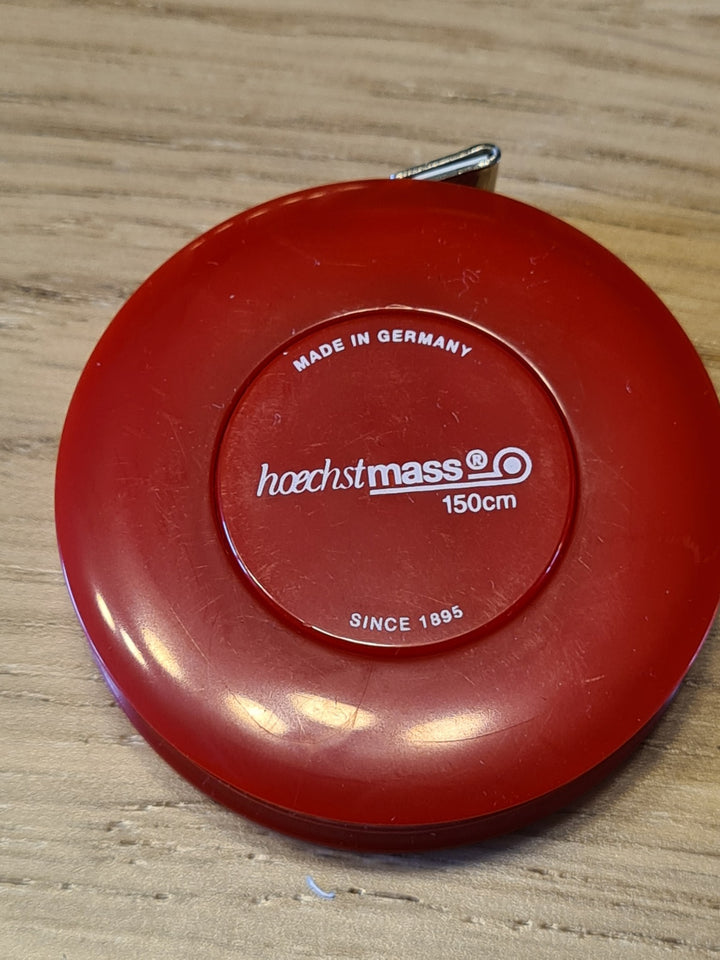 MADE IN GERMANY
hoechstmass®
150cm
SINCE 1895